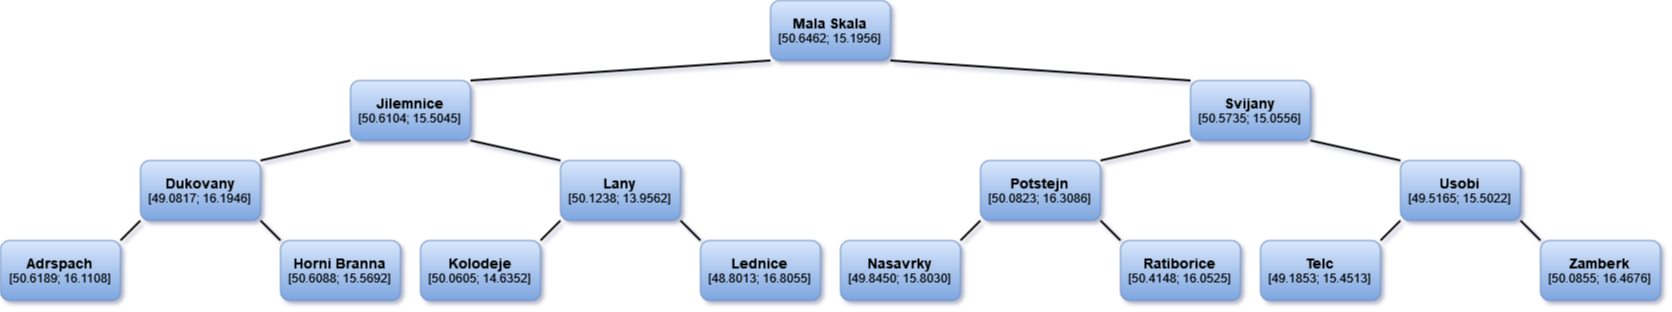 Mala Skala
[50.6462; 15.1956]
Jilemnice
[50.6104; 15.5045]
Svijany
[50.5735; 15.0556]
Dukovany
[49.0817; 16.1946]
Lany
[50.1238; 13.9562]
Potstejn
[50.0823; 16.3086]
Usobi
[49.5165; 15.5022]
Adrspach
[50.6189; 16.1108]
Horni Branna
[50.6088; 15.5692]
Kolodeje
[50.0605; 14.6352]
Lednice
[48.8013; 16.8055]
Nasavrky
[49.8450; 15.8030]
Ratiborice
[50.4148; 16.0525]
Telc
[49.1853; 15.4513]
Zamberk
[50.0855; 16.4676]